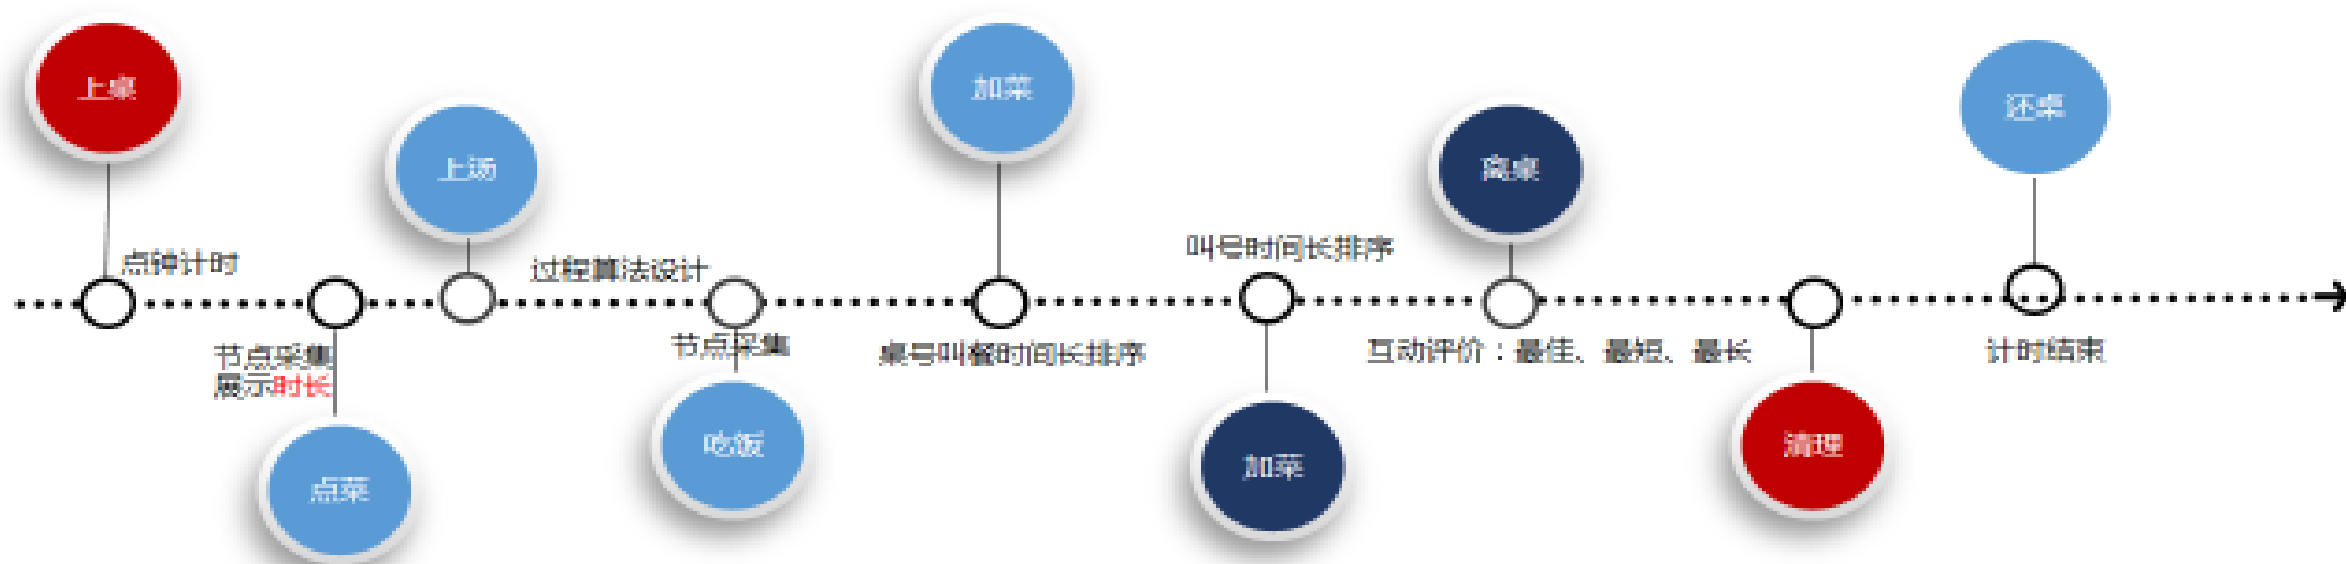 上桌
点钟计时
节点采集
展示时长
点菜
上汤
过程算法设计
节点采集
吃饭
加菜
桌号叫餐时间长排序
叫号时间长排序
加菜
离桌
互动评价：最佳、最短、最长
清理
还桌
计时结束